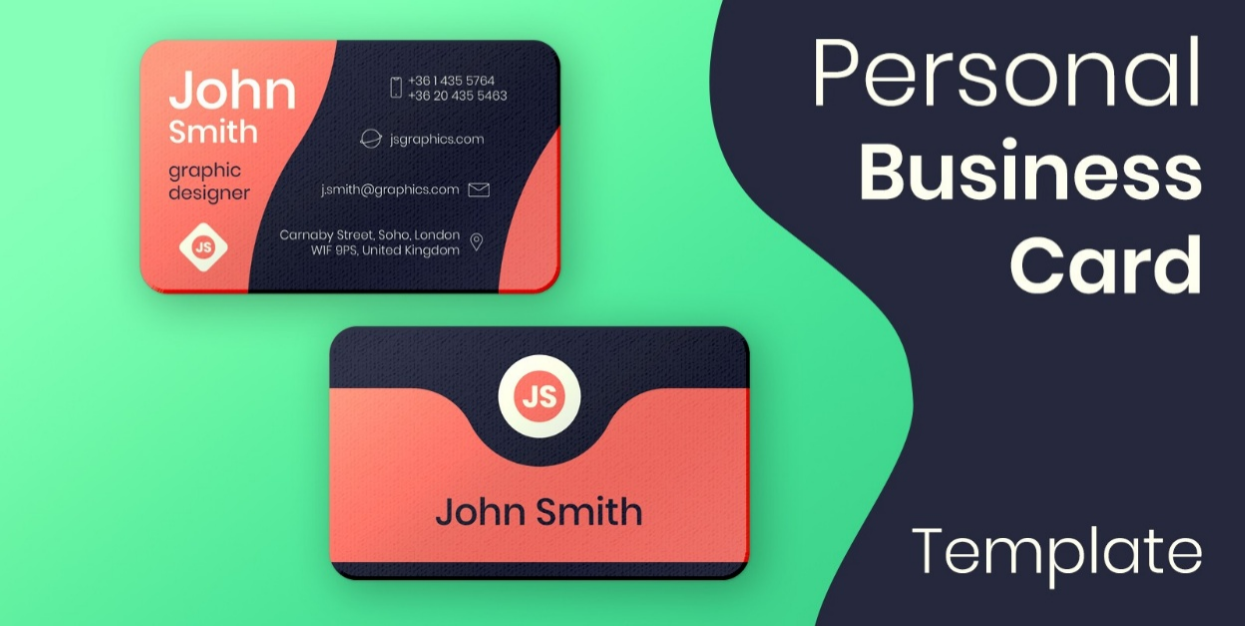 John
Smith
graphic
designer
JS
+36 1 435 5764
+36 20 435 5463
jsgraphics.com
j.smith@graphics.com
Carnaby Street, Soho, London
W1F 9PS, United Kingdom
JS
John Smith
Personal
Business
Card
Template